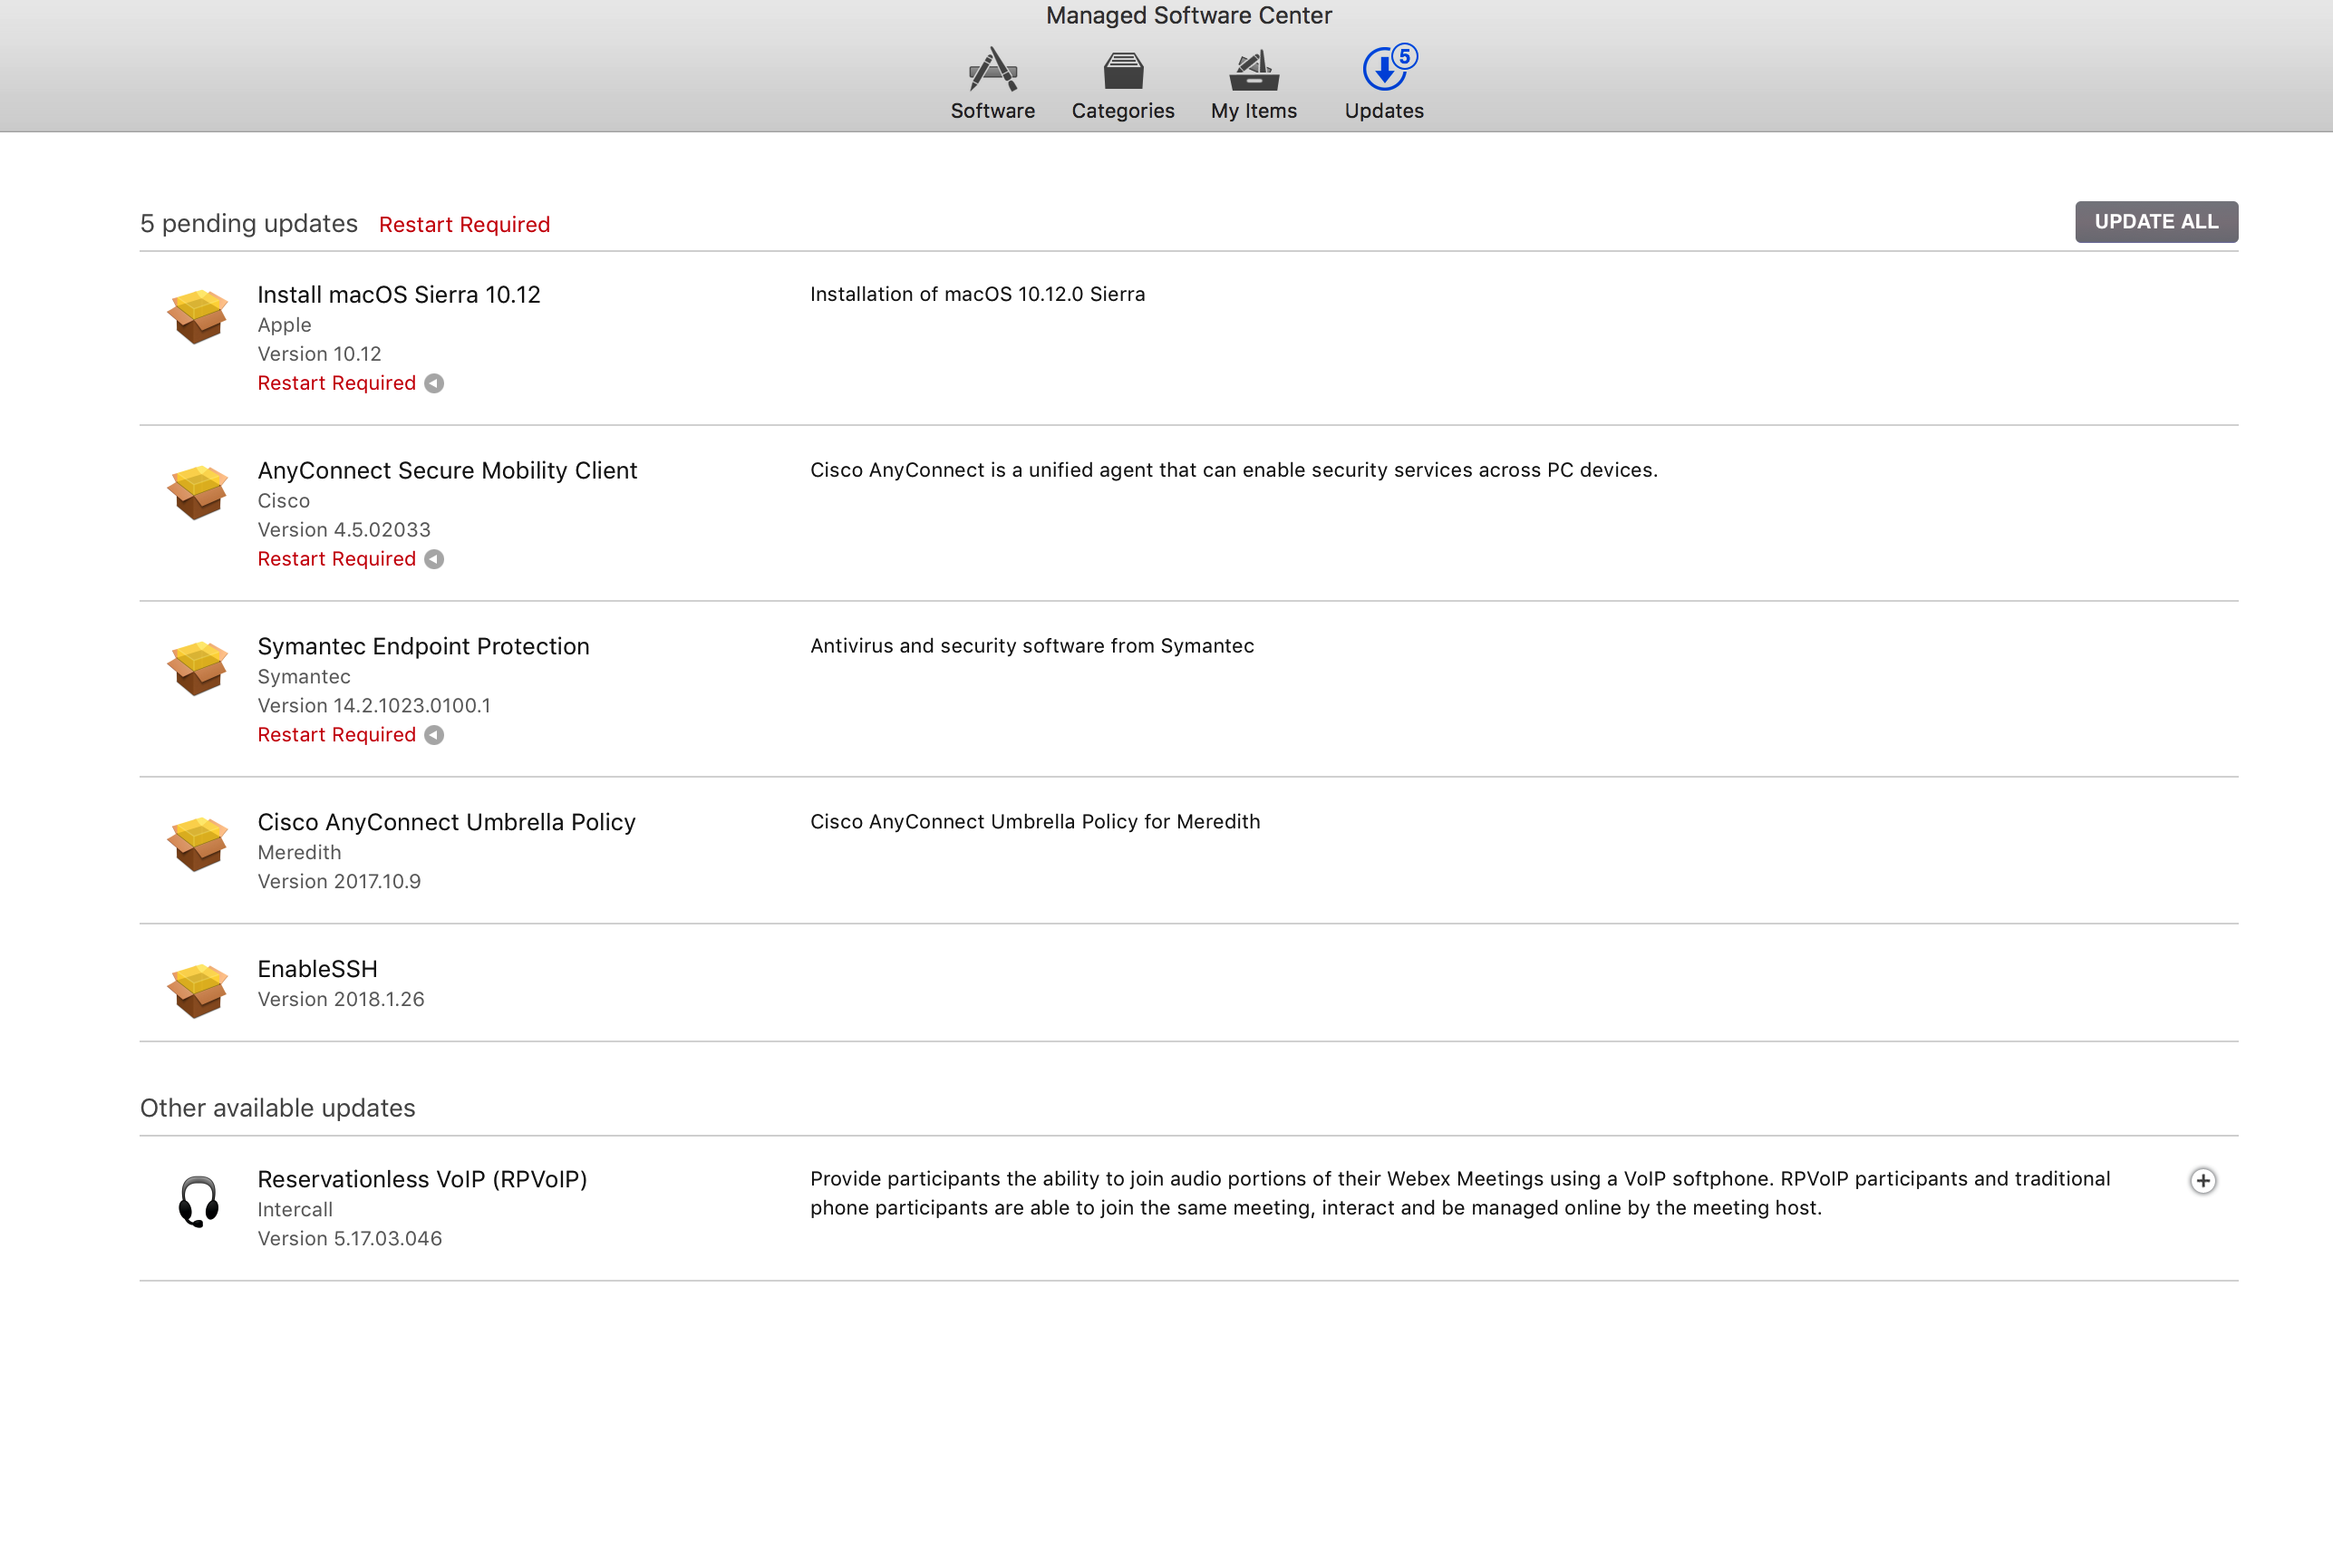 Managed Software Center
5
Software
Categories
My Items
Updates
5 pending updates Restart Required
UPDATE ALL
Install macOS Sierra 10.12
Installation of macOS 10.12.0 Sierra
Apple
Version 10.12
Restart Required
AnyConnect Secure Mobility Client
Cisco AnyConnect is a unified agent that can enable security services across PC devices.
Cisco
Version 4.5.02033
Restart Required
Symantec Endpoint Protection
Antivirus and security software from Symantec
Symantec
Version 14.2.1023.0100.1
Restart Required
Cisco AnyConnect Umbrella Policy
Cisco AnyConnect Umbrella Policy for Meredith
Meredith
Version 2017.10.9
EnableSSH
Version 2018.1.26
Other available updates
Reservationless VoIP (RPVoIP)
Provide participants the ability to join audio portions of their Webex Meetings using a VoIP softphone. RPVoIP participants and traditional
phone participants are able to join the same meeting, interact and be managed online by the meeting host.
Intercall
Version 5.17.03.046